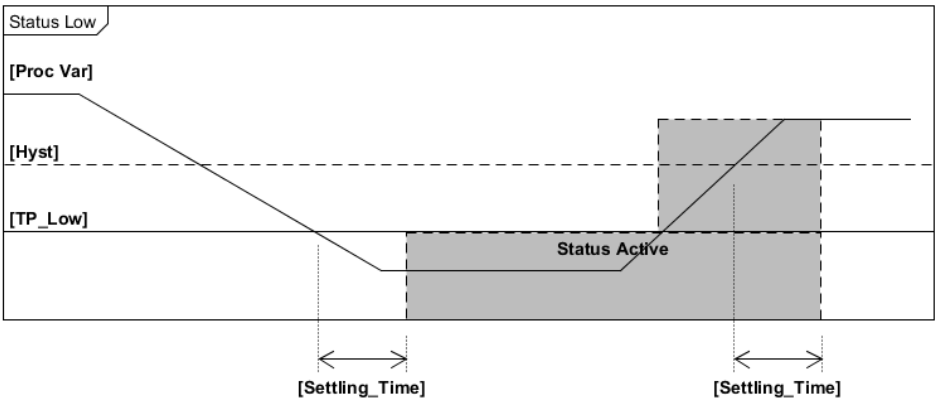 Status Low
[Proc Var]
[Hyst]
[TP_Low]
Status Active
[Settling_Time]
[Settling_Time]